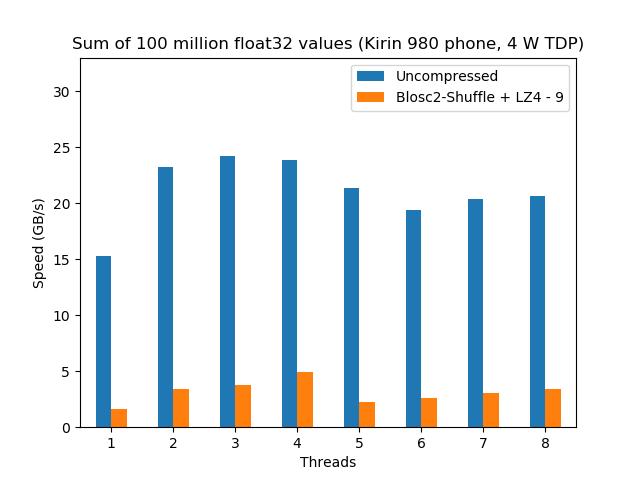 Sum of 100 million float32 values (Kirin 980 phone, 4 W TDP)
Uncompressed
Blosc2-Shuffle + LZ4 - 9
Speed (GB/s)
30
25
20
15
10
5
0
1 2 3 4 5 6 7 8
Threads